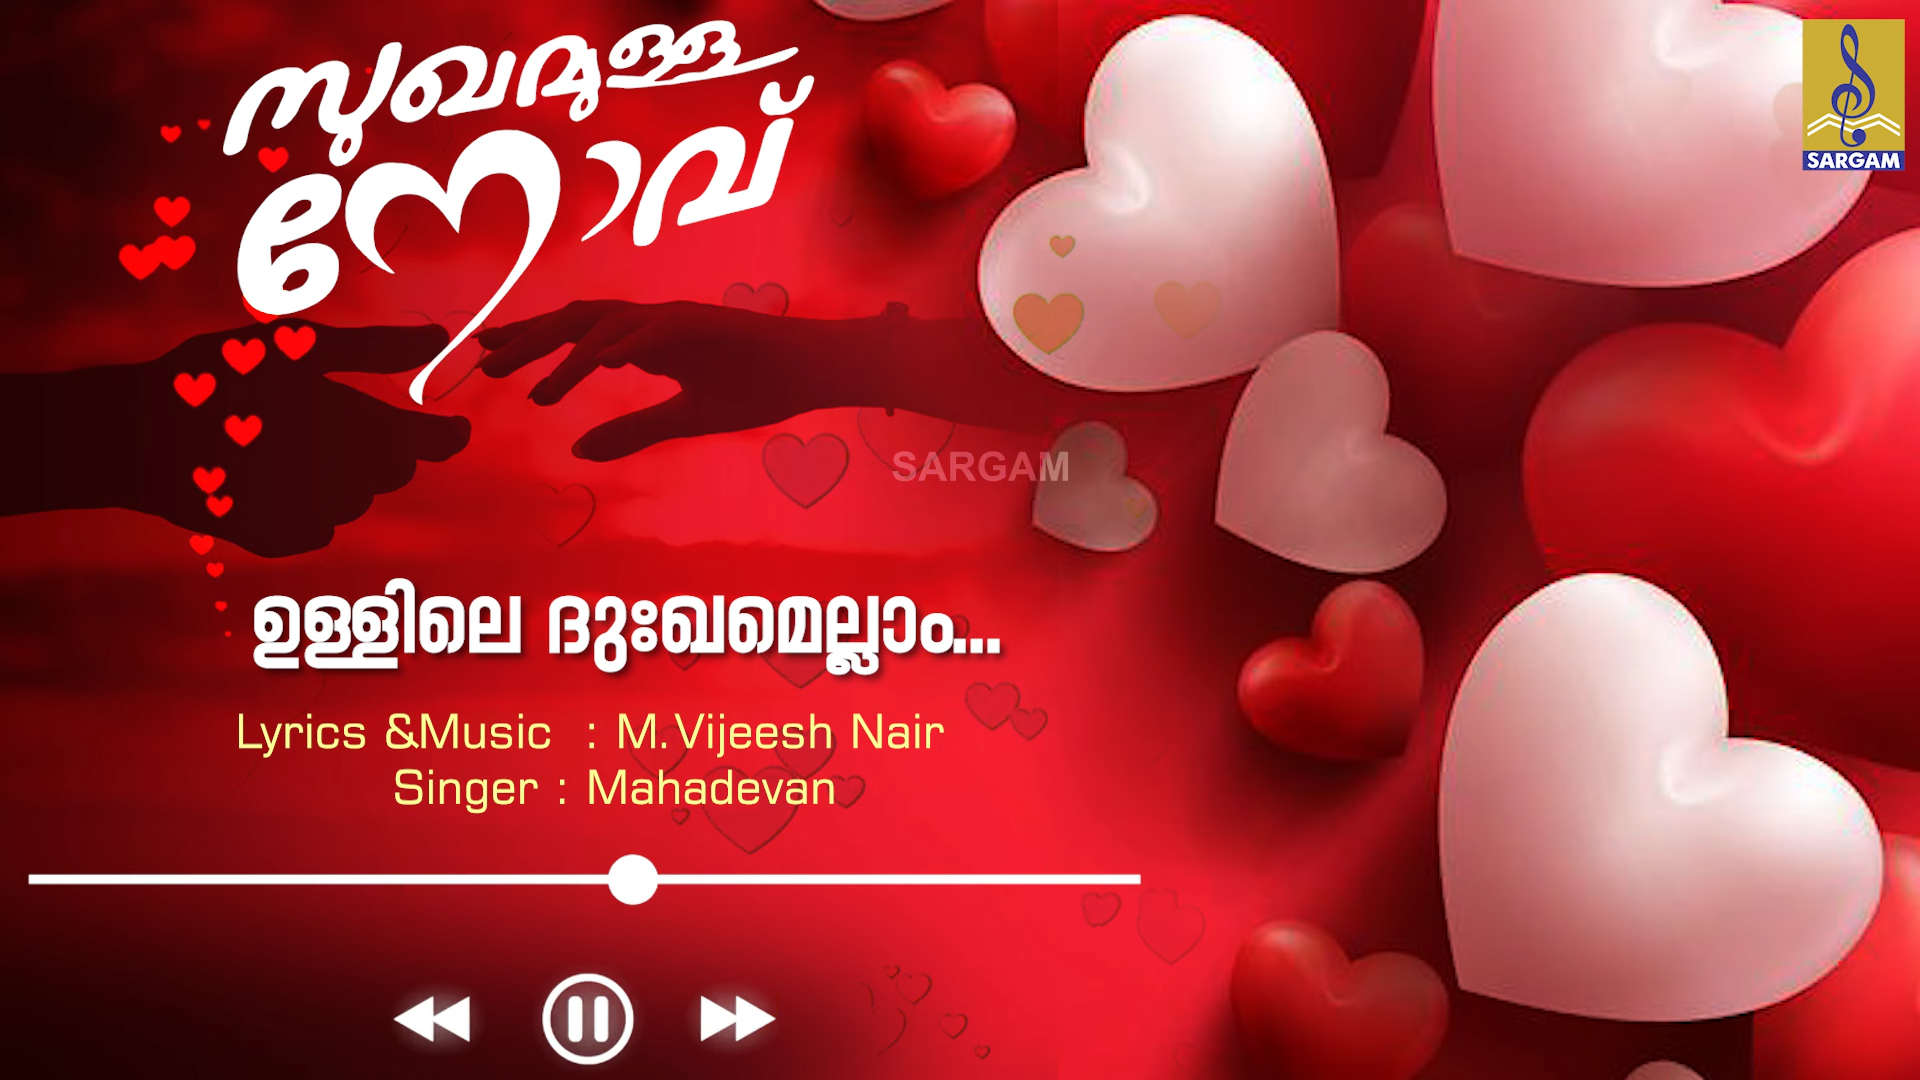 സുഖമുള്ള
നോവ്
SARGAM
SARGAM
ഉള്ളിലെ ദുഃഖമെല്ലാം...
Lyrics &Music : M.Vijeesh Nair
Singer : Mahadevan